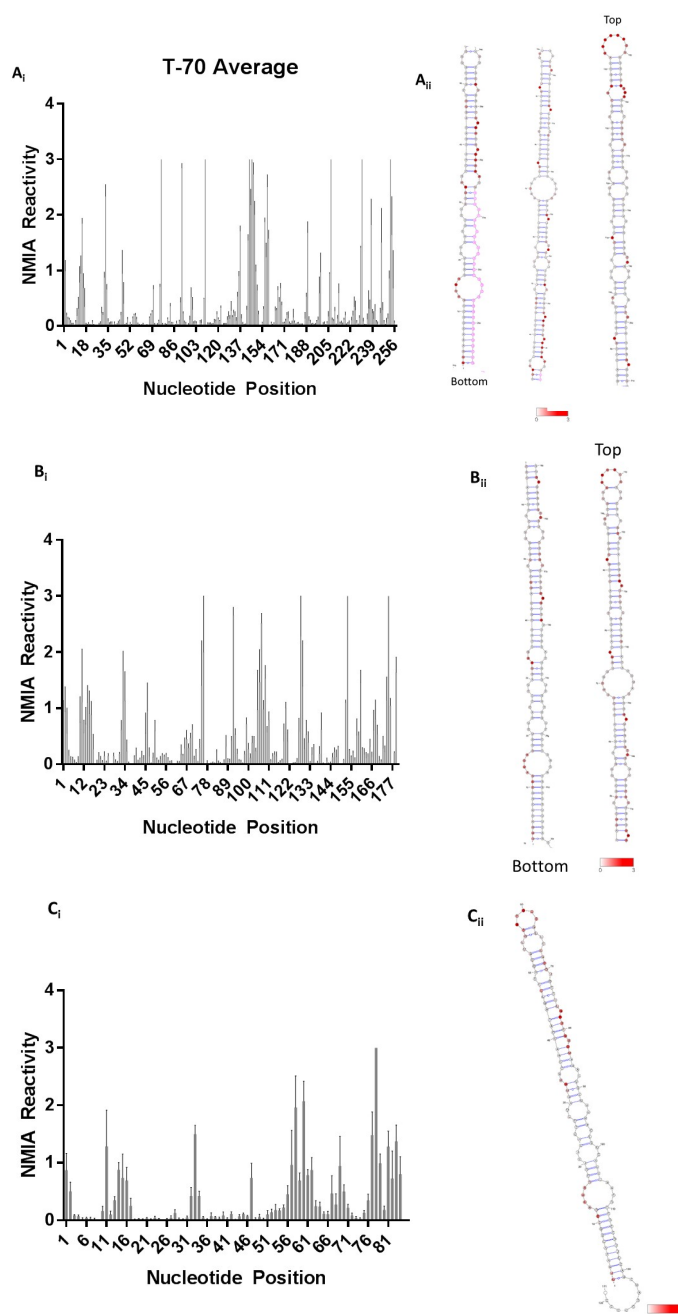 Top
Ai
T-70 Average
Aii
4
3
2
1
0
NMIA Reactivity
1 18 35 52 69 86 103 120 137 154 171 188 205 222 239 256
Nucleotide Position
Bottom
0 3
Bi
Top
Bii
4
3
2
1
0
NMIA Reactivity
1 12 23 34 45 56 67 78 89 100 111 122 133 144 155 166 177
Nucleotide Position
Bottom
0 3
Ci
Cii
4
3
2
1
0
NMIA Reactivity
1 6 11 16 21 26 31 36 41 46 51 56 61 66 71 76 81
Nucleotide Position